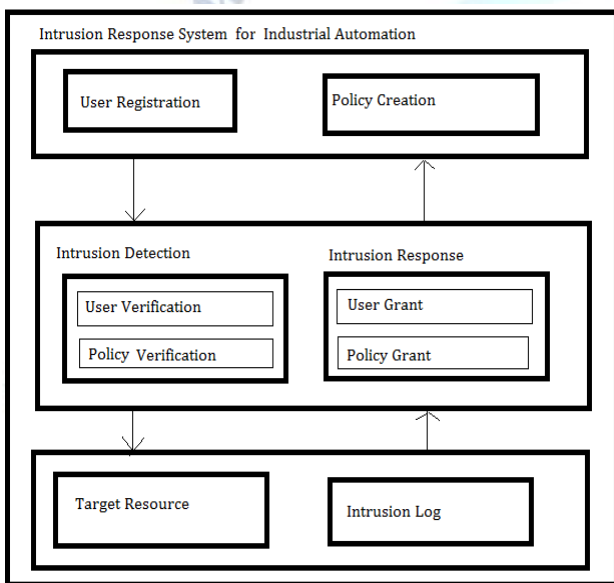 Intrusion Response System for Industrial Automation
User Registration
Policy Creation
Intrusion Detection
Intrusion Response
User Verification
User Grant
Policy Verification
Policy Grant
Target Resource
Intrusion Log